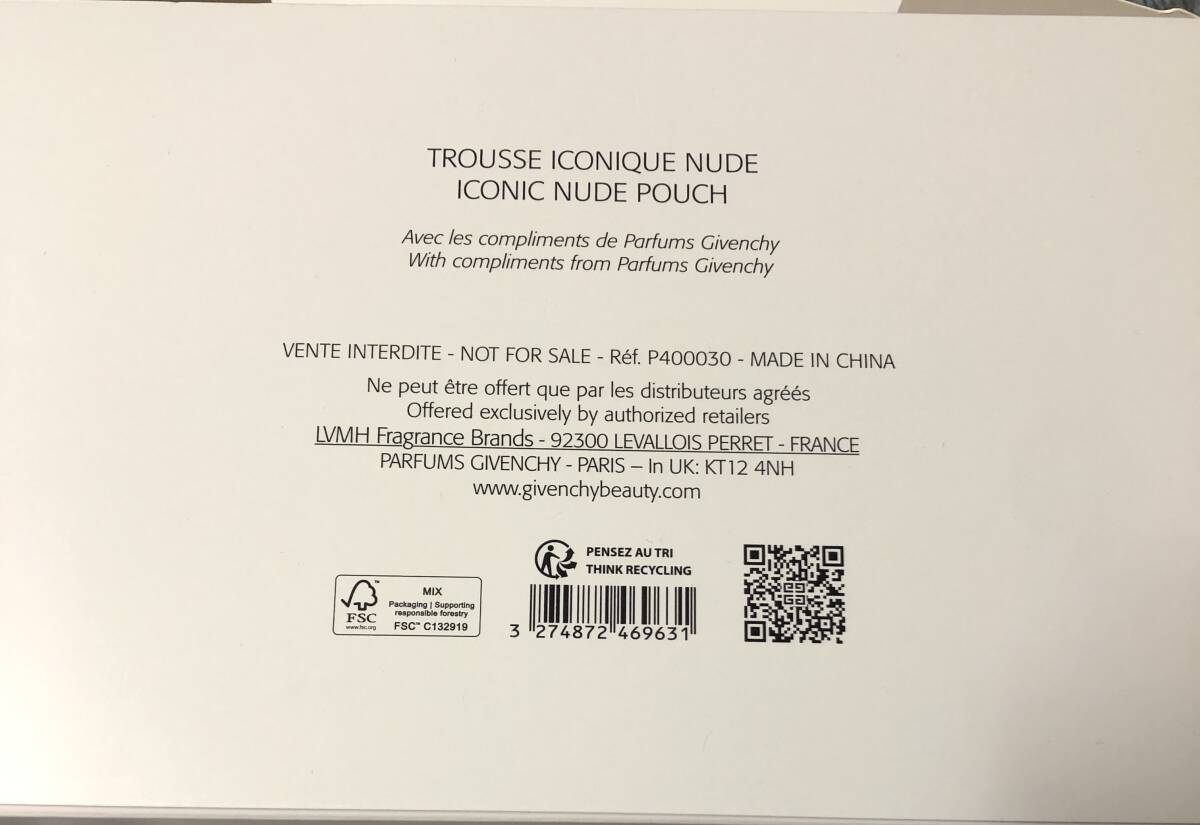 TROUSSE ICONIQUE NUDE
ICONIC NUDE POUCH
Avec les compliments de Parfums Givenchy
With compliments from Parfums Givenchy
VENTE INTERDITE - NOT FOR SALE - Réf. P400030 - MADE IN CHINA
Ne peut être offert que par les distributeurs agréés
Offered exclusively by authorized retailers
LVMH Fragrance Brands - 92300 LEVALLOIS PERRET - FRANCE
PARFUMS GIVENCHY - PARIS – In UK: KT12 4NH
www.givenchybeauty.com
PENSEZ AU TRI
THINK RECYCLING
FSC™
www.fsc.org
MIX
Packaging | Supporting
responsible forestry
FSC™ C132919
3 274872 469631